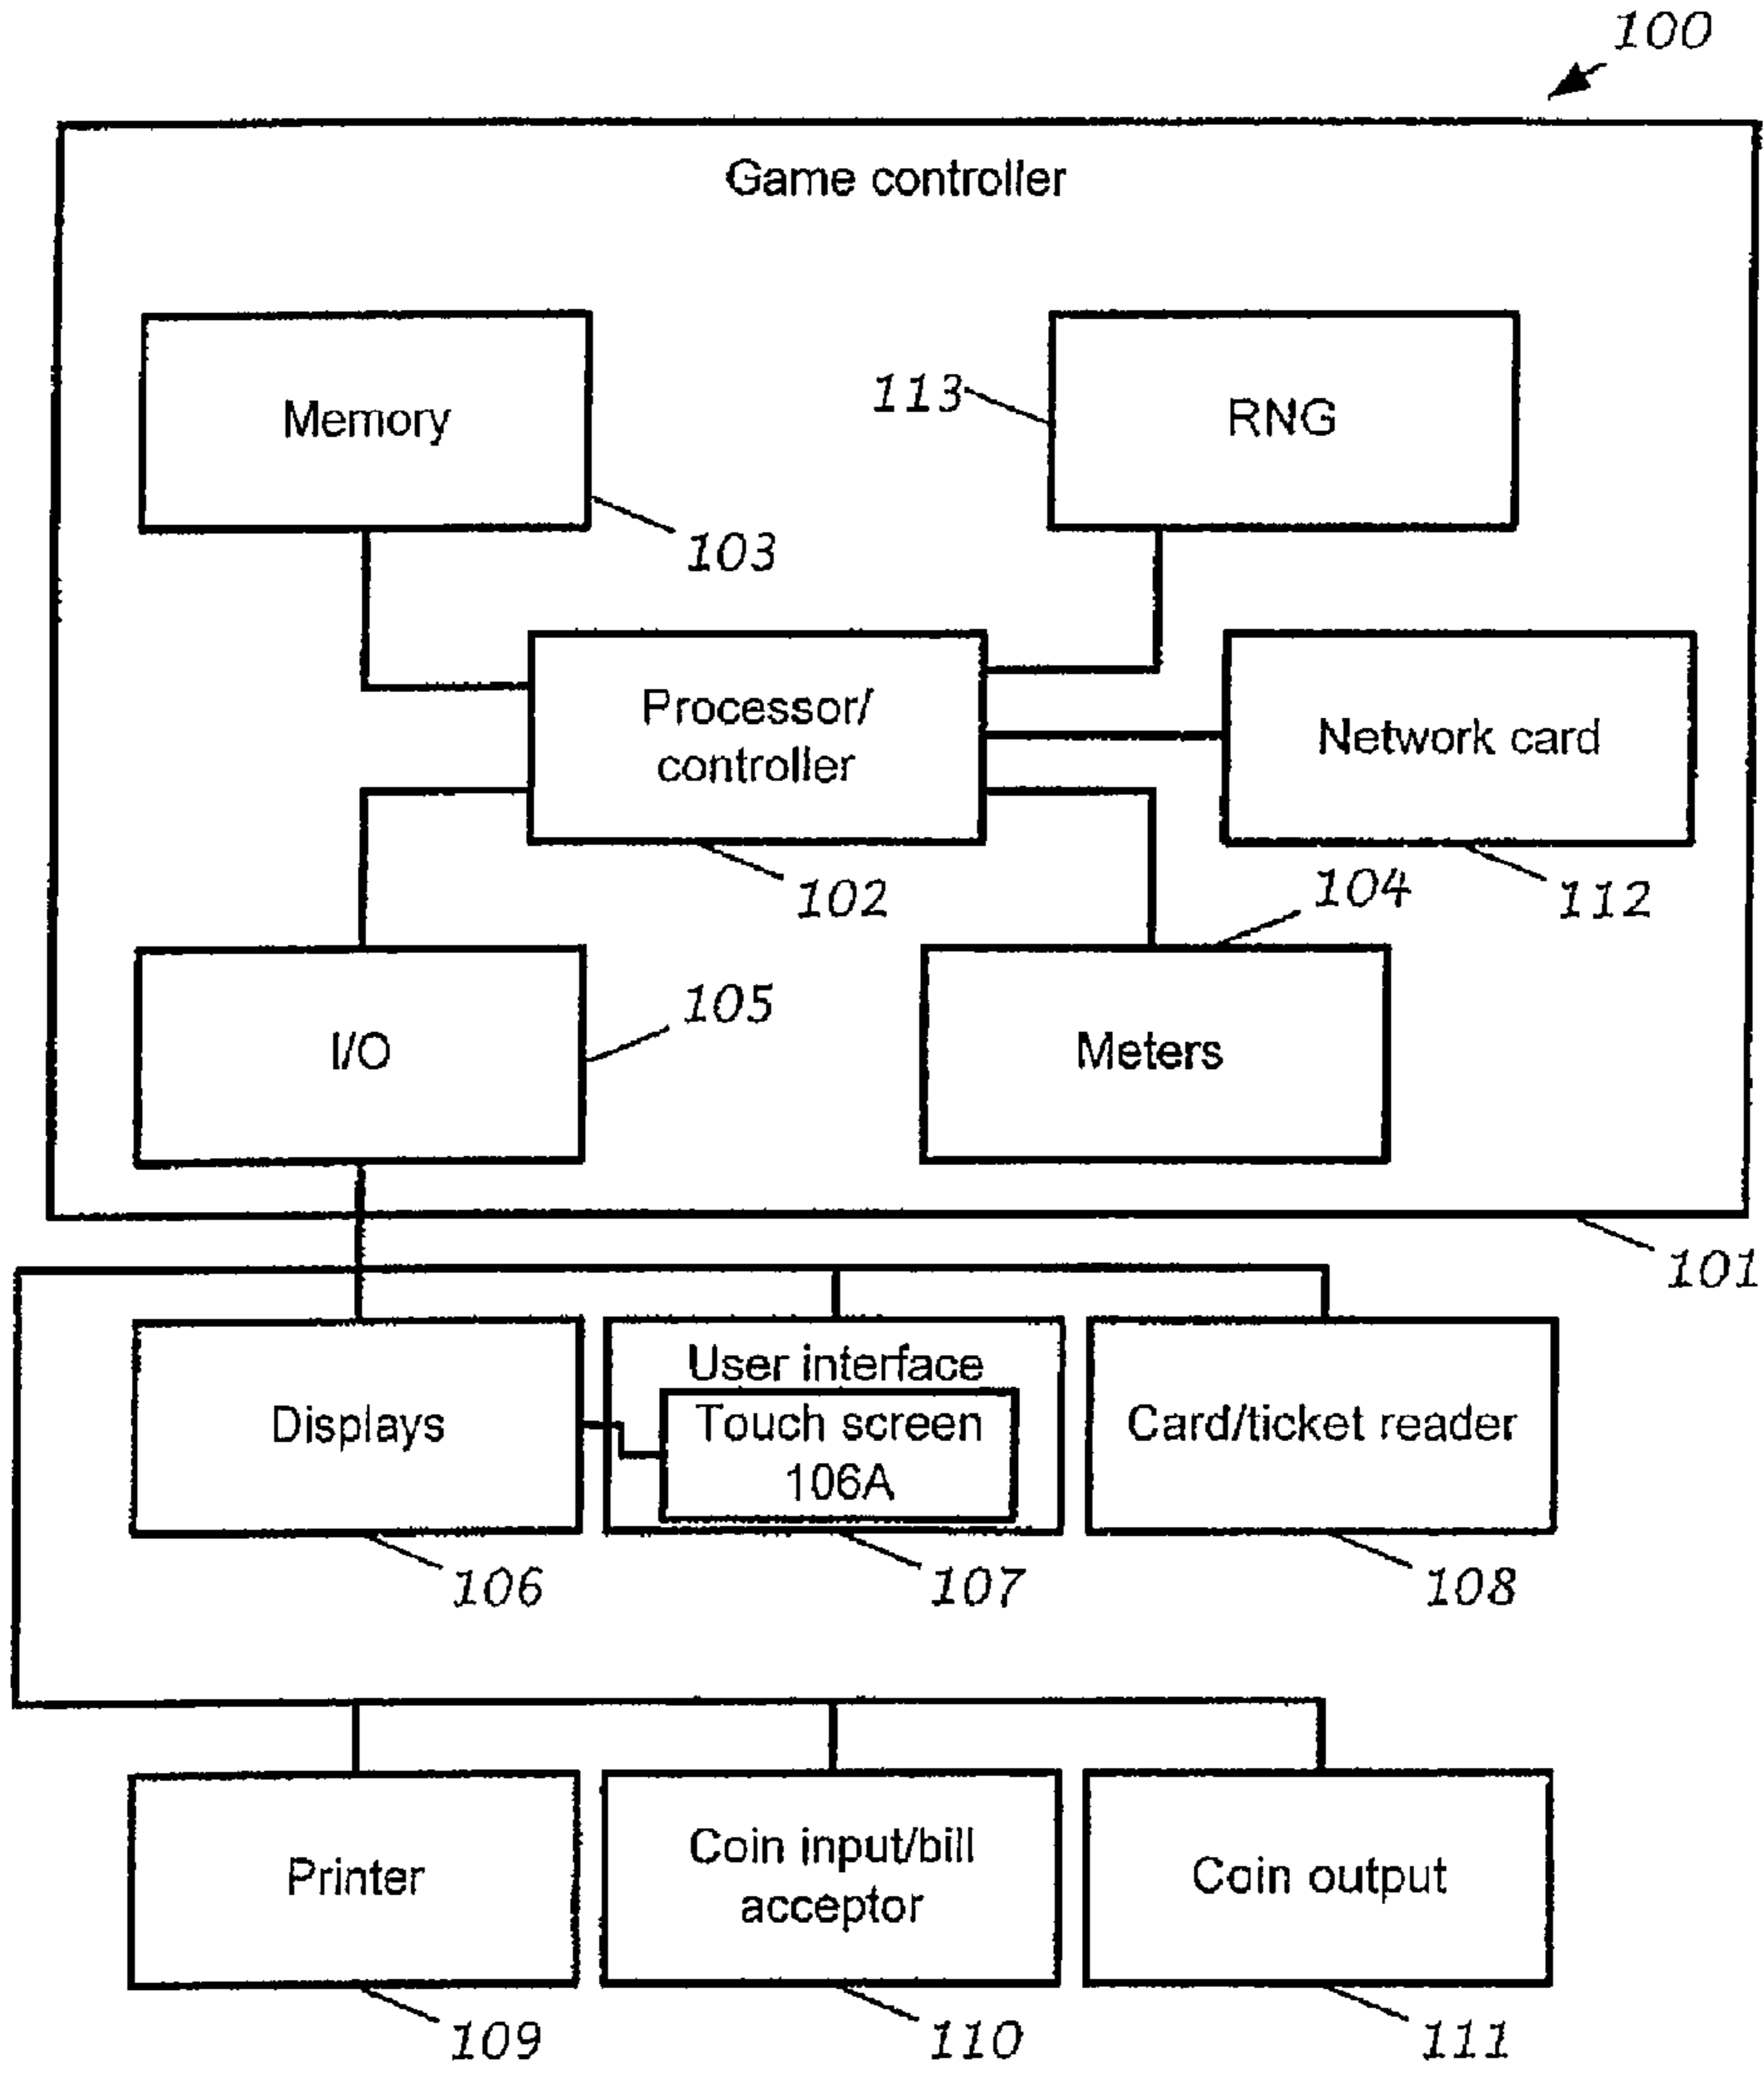 100
Game controller
Memory
113
RNG
103
Processor/
controller
Network card
102
104
112
I/O
105
Meters
101
Displays
User interface
Touch screen
106A
Card/ticket reader
106
107
108
Printer
Coin input/bill
acceptor
Coin output
109
110
111